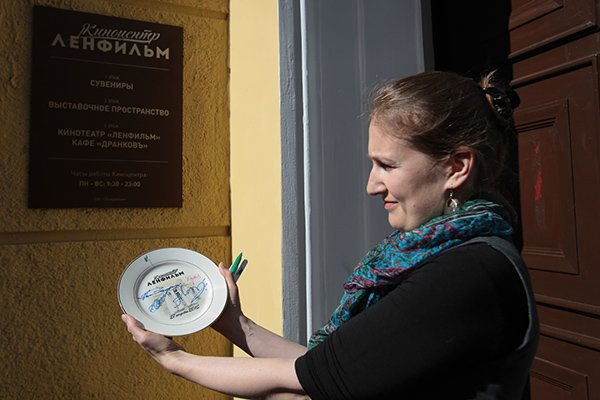 Киноцентр
ЛЕНФИЛЬМ
1 этаж
СУВЕНИРЫ
2 этаж
ВЫСТАВОЧНОЕ ПРОСТРАНСТВО
3 этаж
КИНОТЕАТР «ЛЕНФИЛЬМ»
КАФЕ «ДРАНКОВЪ»
Часы работы Киноцентра:
ПН - ВС: 9:30 - 23:00
Киноцентр
ЛЕНФИЛЬМ